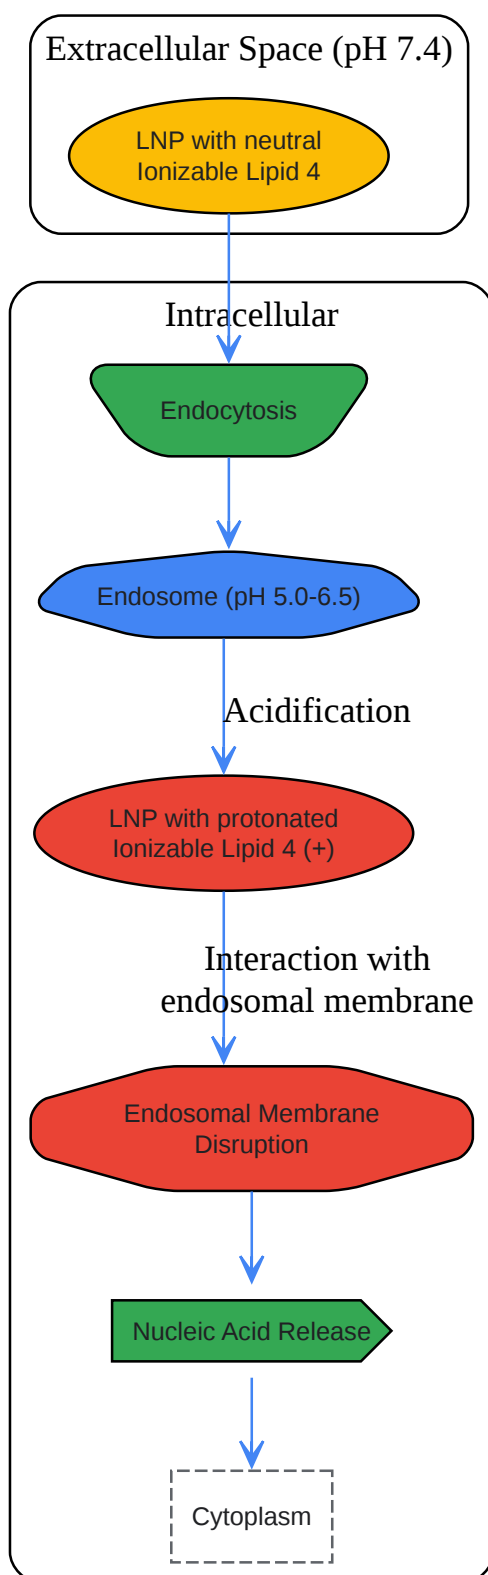 Extracellular Space (pH 7.4)
LNP with neutral
Ionizable Lipid 4
Intracellular
Endocytosis
Endosome (pH 5.0-6.5)
Acidification
LNP with protonated
Ionizable Lipid 4 (+)
Interaction with
endosomal membrane
Endosomal Membrane
Disruption
Nucleic Acid Release
Cytoplasm